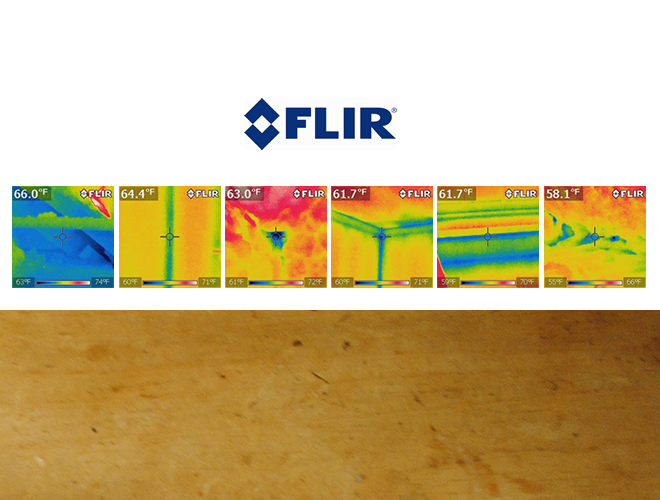 FLIR®
66.0°F FLIR
63°F 74°F
64.4°F FLIR
60°F 71°F
63.0°F FLIR
61°F 72°F
61.7°F FLIR
60°F 71°F
61.7°F FLIR
59°F 70°F
58.1°F FLIR
55°F 66°F